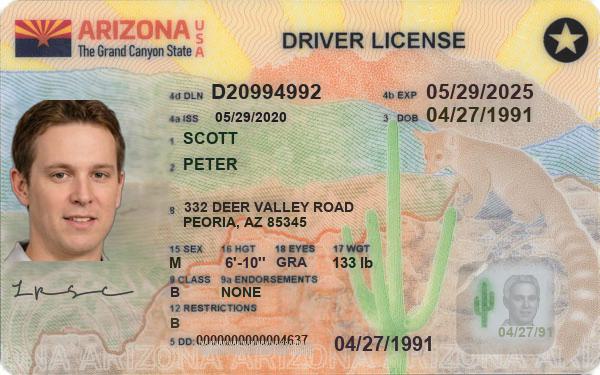 ARIZONA USA
The Grand Canyon State
DRIVER LICENSE
4d DLN D20994992
4b EXP 05/29/2025
4a ISS 05/29/2020
3 DOB 04/27/1991
1 SCOTT
2 PETER
8 332 DEER VALLEY ROAD
PEORIA, AZ 85345
15 SEX 16 HGT 18 EYES 17 WGT
M 6'-10" GRA 133 lb
9 CLASS 9a ENDORSEMENTS
B NONE
12 RESTRICTIONS
B
5 DD: 0000000000004637
04/27/1991
04/27/91
ARIZONA ARIZONA ARIZONA ARIZONA